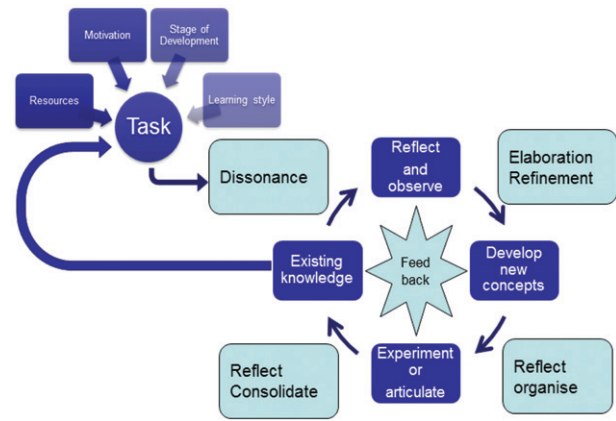 Motivation
Stage of
Development
Resources
Learning style
Task
Dissonance
Reflect
and
observe
Elaboration
Refinement
Existing
knowledge
Feed
back
Develop
new
concepts
Reflect
Consolidate
Experiment
or
articulate
Reflect
organise